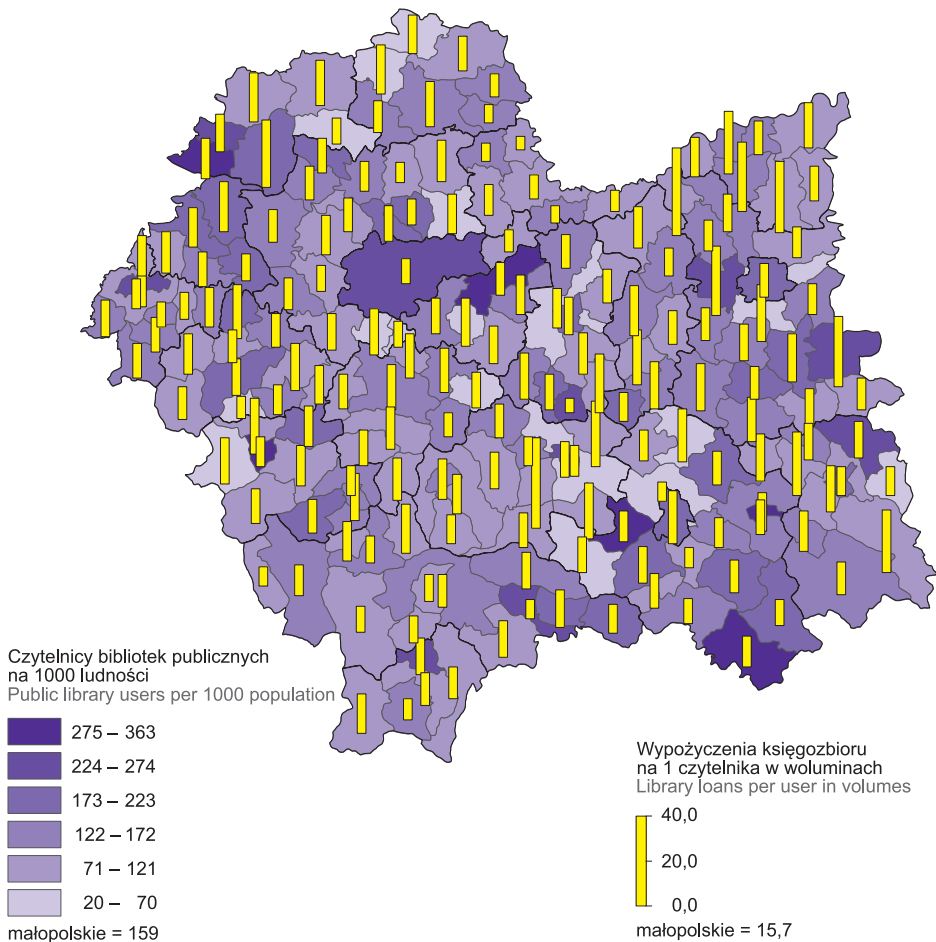 Czytelnicy bibliotek publicznych
na 1000 ludności
Public library users per 1000 population
275 – 363
224 – 274
173 – 223
122 – 172
71 – 121
20 – 70
małopolskie = 159
Wypożyczenia księgozbioru
na 1 czytelnika w woluminach
Library loans per user in volumes
40,0
20,0
0,0
małopolskie = 15,7